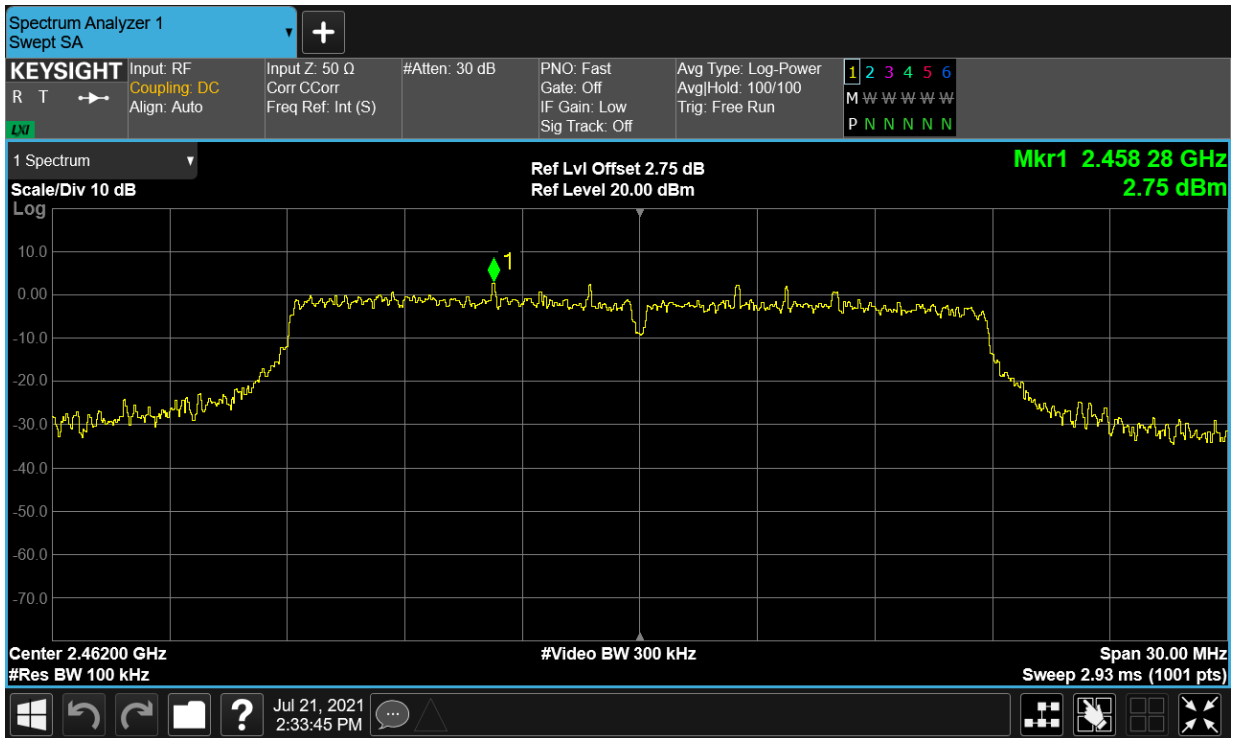 Spectrum Analyzer 1
Swept SA
▼
+
KEYSIGHT
R T
LXI
Input: RF
Coupling: DC
Align: Auto
Input Z: 50 Ω
Corr CCorr
Freq Ref: Int (S)
#Atten: 30 dB
PNO: Fast
Gate: Off
IF Gain: Low
Sig Track: Off
Avg Type: Log-Power
Avg|Hold: 100/100
Trig: Free Run
1 2 3 4 5 6
M W W W W W
P N N N N N
1 Spectrum ▼
Scale/Div 10 dB
Log
Ref Lvl Offset 2.75 dB
Ref Level 20.00 dBm
Mkr1 2.458 28 GHz
2.75 dBm
1
10.0
0.00
-10.0
-20.0
-30.0
-40.0
-50.0
-60.0
-70.0
Center 2.46200 GHz
#Video BW 300 kHz
Span 30.00 MHz
#Res BW 100 kHz
Sweep 2.93 ms (1001 pts)
?
Jul 21, 2021
2:33:45 PM